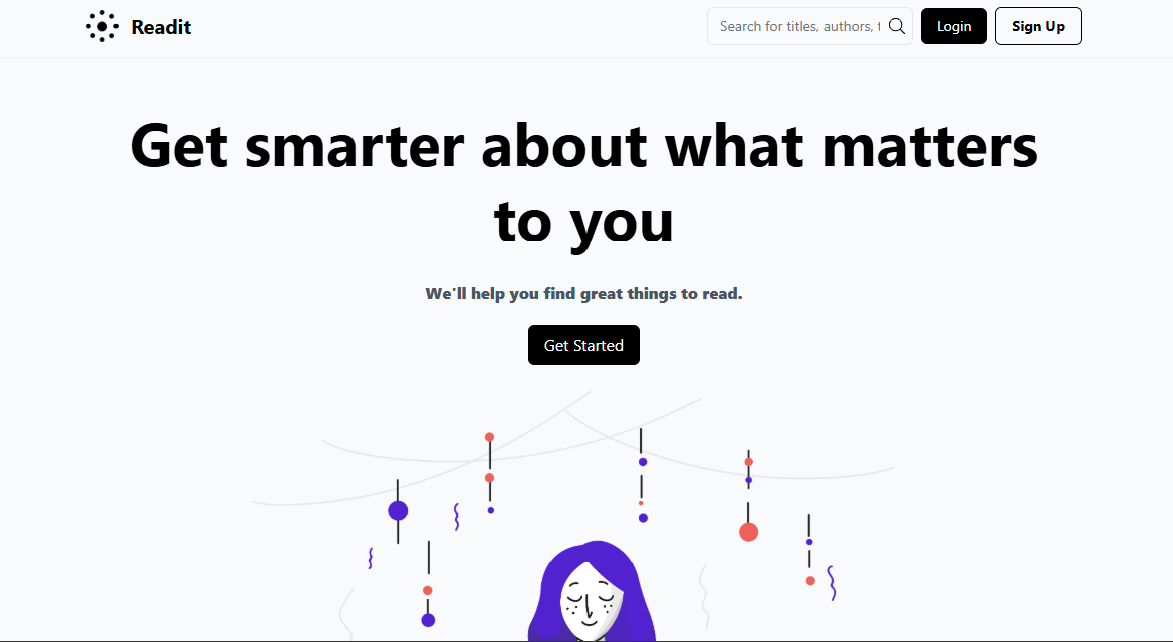 Readit
Search for titles, authors, t
Login
Sign Up
Get smarter about what matters
to you
We'll help you find great things to read.
Get Started